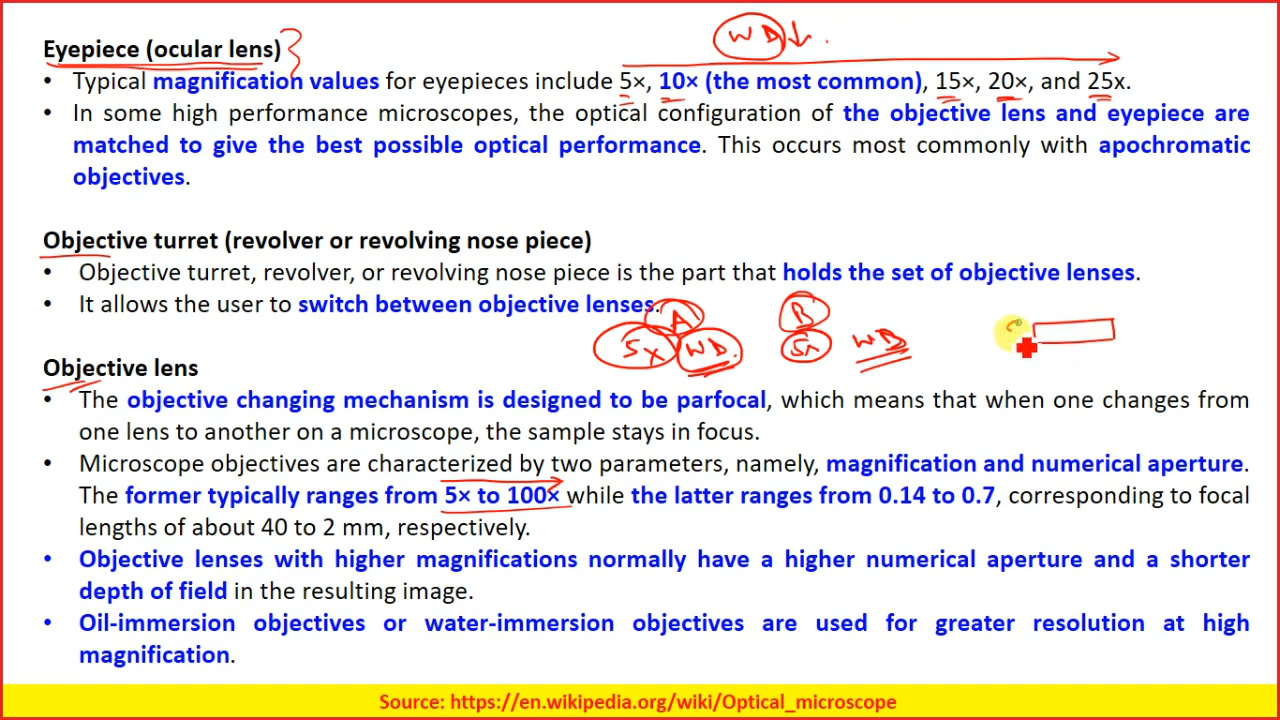 WD↓.
Eyepiece (ocular lens)
• Typical magnification values for eyepieces include 5×, 10× (the most common), 15×, 20×, and 25x.
• In some high performance microscopes, the optical configuration of the objective lens and eyepiece are
matched to give the best possible optical performance. This occurs most commonly with apochromatic
objectives.
Objective turret (revolver or revolving nose piece)
• Objective turret, revolver, or revolving nose piece is the part that holds the set of objective lenses.
• It allows the user to switch between objective lenses.
A B
5x WD. 5x WD
Objective lens
• The objective changing mechanism is designed to be parfocal, which means that when one changes from
one lens to another on a microscope, the sample stays in focus.
• Microscope objectives are characterized by two parameters, namely, magnification and numerical aperture.
The former typically ranges from 5× to 100× while the latter ranges from 0.14 to 0.7, corresponding to focal
lengths of about 40 to 2 mm, respectively.
• Objective lenses with higher magnifications normally have a higher numerical aperture and a shorter
depth of field in the resulting image.
• Oil-immersion objectives or water-immersion objectives are used for greater resolution at high
magnification.
Source: https://en.wikipedia.org/wiki/Optical_microscope